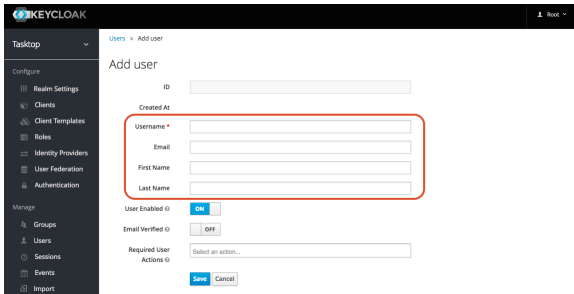 KEYCLOAK
Root
Tasktop
Users » Add user
Add user
Configure
Realm Settings
Clients
Client Templates
Roles
Identity Providers
User Federation
Authentication
Manage
Groups
Users
Sessions
Events
Import
ID
Created At
Username *
Email
First Name
Last Name
User Enabled
ON
Email Verified
OFF
Required User
Actions
Select an action...
Save Cancel